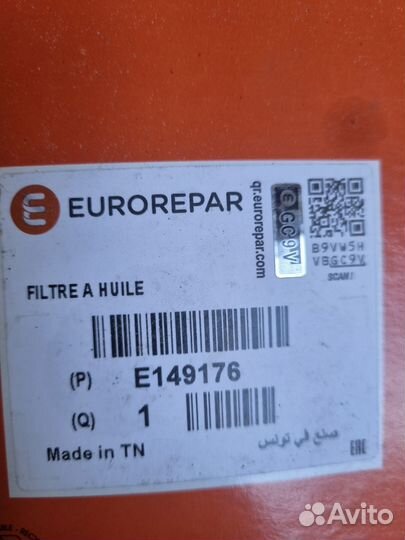 EUROREPAR
qr.eurorepar.com
GC9V
B9VW5H
VBGC9V
SCAN!
FILTRE A HUILE
(P) E149176
(Q) 1
Made in TN
صنع في تونس
EAC
Avito